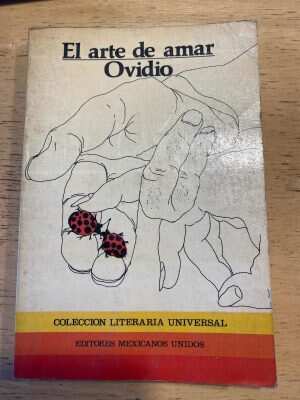 El arte de amar
Ovidio
COLECCION LITERARIA UNIVERSAL
EDITORES MEXICANOS UNIDOS